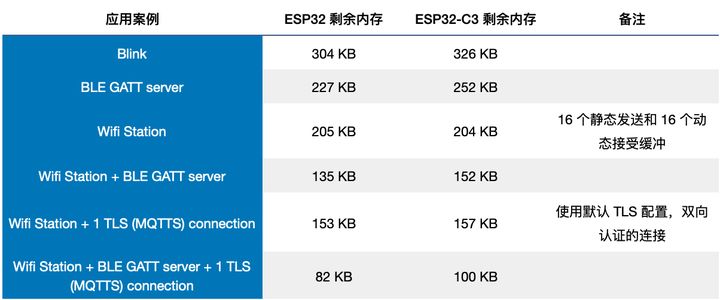 应用案例 ESP32 剩余内存 ESP32-C3 剩余内存 备注
Blink 304 KB 326 KB
BLE GATT server 227 KB 252 KB
Wifi Station 205 KB 204 KB 16 个静态发送和 16 个动
态接受缓冲
Wifi Station + BLE GATT server 135 KB 152 KB
Wifi Station + 1 TLS (MQTTS) connection 153 KB 157 KB 使用默认 TLS 配置，双向
认证的连接
Wifi Station + BLE GATT server + 1 TLS
(MQTTS) connection 82 KB 100 KB